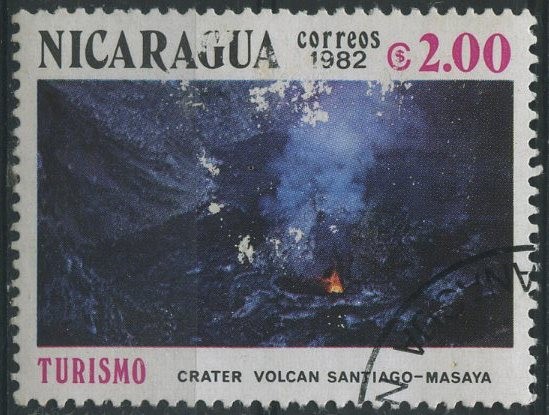 NICARAGUA correos 1982 ₡ 2.00
TURISMO CRATER VOLCAN SANTIAGO-MASAYA